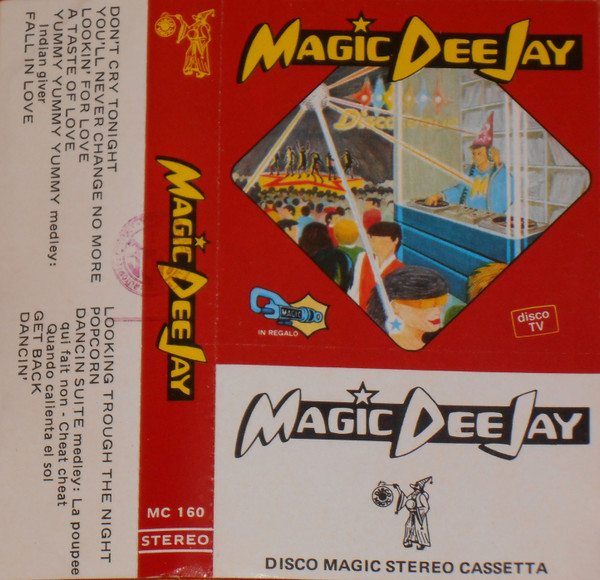 DON'T CRY TONIGHT
YOU'LL NEVER CHANGE NO MORE
LOOKIN' FOR LOVE
A TASTE OF LOVE
YUMMY YUMMY YUMMY medley:
Indian giver
FALL IN LOVE
LOOKING TROUGH THE NIGHT
POPCORN
DANCIN SUITE medley: La poupee
qui fait non - Cheat cheat
Quando calienta el sol
GET BACK
DANCIN'
MAGIC DEEJAY
MC 160
STEREO
MAGIC DEEJAY
MAGIC
IN REGALO
disco
TV
MAGIC DEEJAY
DISCO MAGIC STEREO CASSETTA